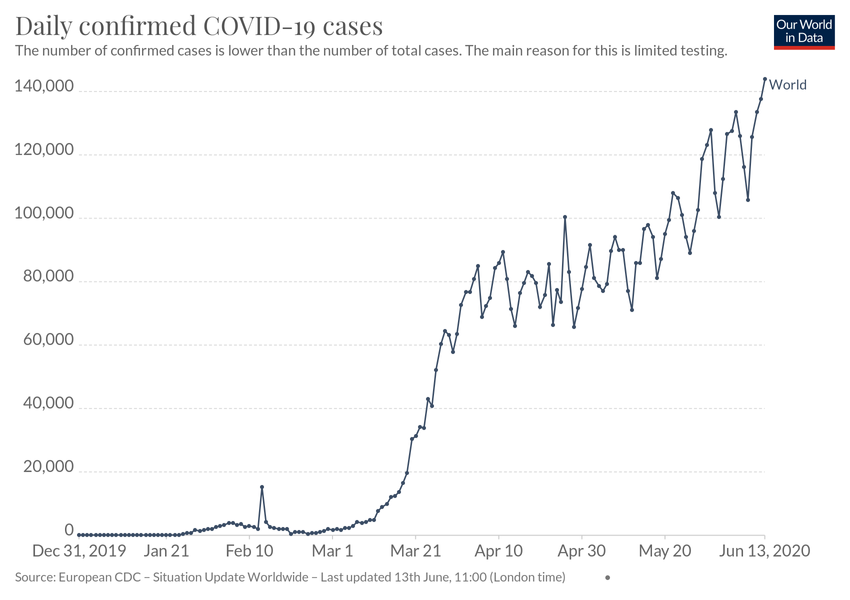 Daily confirmed COVID-19 cases
The number of confirmed cases is lower than the number of total cases. The main reason for this is limited testing.
Our World
in Data
140,000
World
120,000
100,000
80,000
60,000
40,000
20,000
0
Dec 31, 2019 Jan 21 Feb 10 Mar 1 Mar 21 Apr 10 Apr 30 May 20 Jun 13, 2020
Source: European CDC – Situation Update Worldwide – Last updated 13th June, 11:00 (London time) •